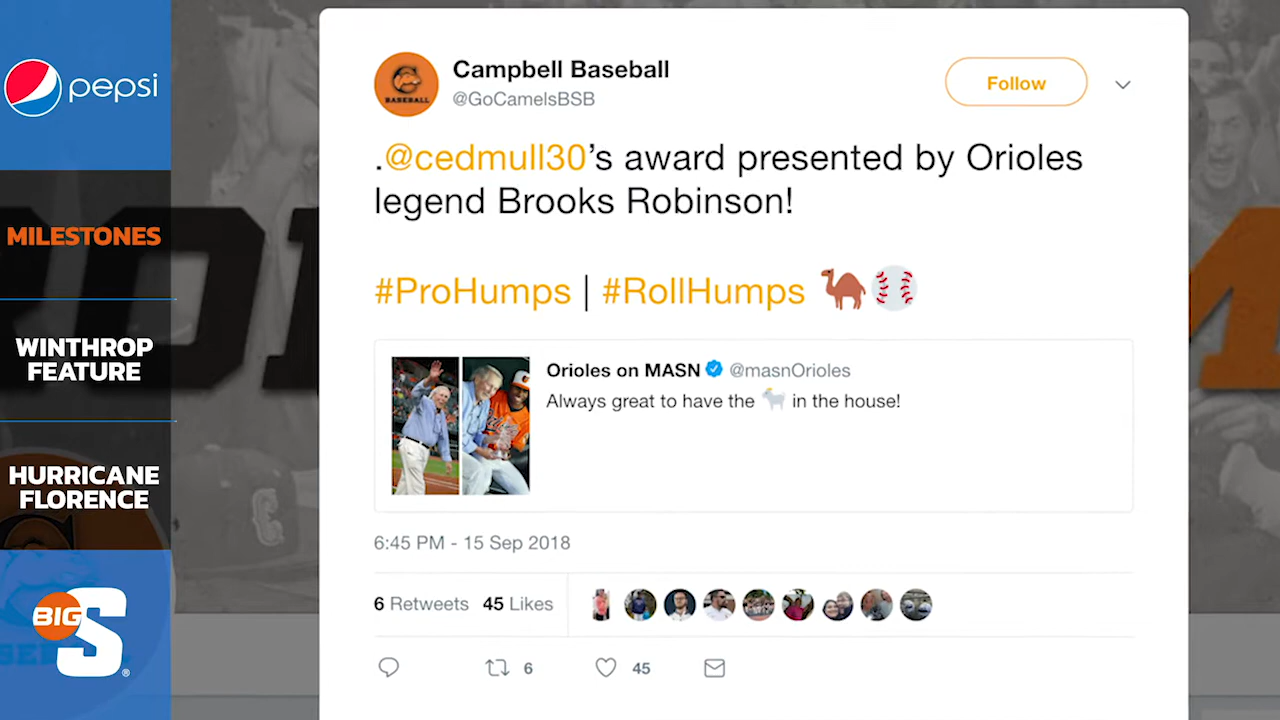 pepsi
MILESTONES
WINTHROP
FEATURE
HURRICANE
FLORENCE
BIG S®
Campbell Baseball
@GoCamelsBSB
BASEBALL
Follow
.@cedmull30’s award presented by Orioles
legend Brooks Robinson!
#ProHumps | #RollHumps 🐪⚾
Orioles on MASN @masnOrioles
Always great to have the 🐐 in the house!
6:45 PM - 15 Sep 2018
6 Retweets 45 Likes
6 45